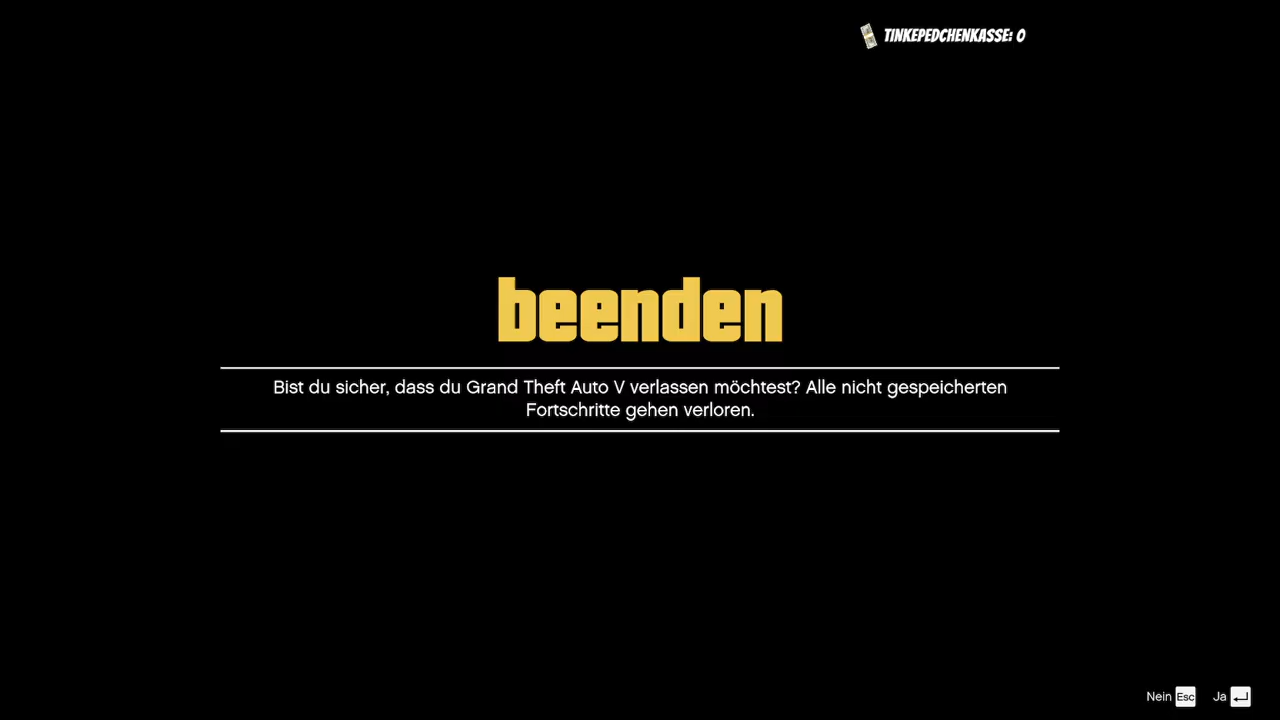 TINKEPEDCHENKASSE: 0
beenden
Bist du sicher, dass du Grand Theft Auto V verlassen möchtest? Alle nicht gespeicherten
Fortschritte gehen verloren.
Nein Esc Ja